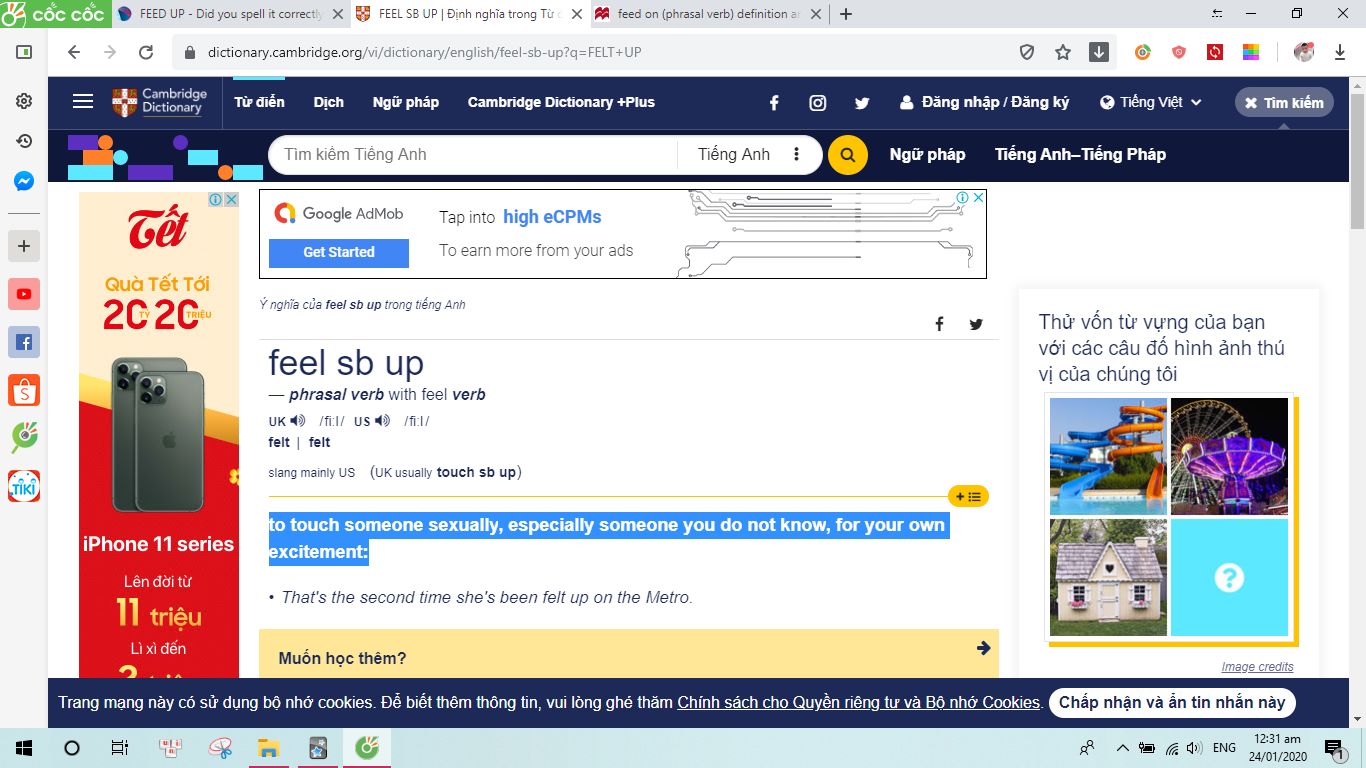 CỐC CỐC
FEED UP - Did you spell it correctly
FEEL SB UP | Định nghĩa trong Từ
feed on (phrasal verb) definition
dictionary.cambridge.org/vi/dictionary/english/feel-sb-up?q=FELT+UP
Cambridge
Dictionary
Từ điển
Dịch
Ngữ pháp
Cambridge Dictionary +Plus
Đăng nhập / Đăng ký
Tiếng Việt
Tìm kiếm
Tìm kiếm Tiếng Anh
Tiếng Anh
Ngữ pháp
Tiếng Anh–Tiếng Pháp
Tết
Quà Tết Tới
20 TỶ 20 TRIỆU
iPhone 11 series
Lên đời từ
11 triệu
Lì xì đến
Google AdMob
Get Started
Tap into high eCPMs
To earn more from your ads
Ý nghĩa của feel sb up trong tiếng Anh
feel sb up
— phrasal verb with feel verb
UK /fiːl/ US /fiːl/
felt | felt
slang mainly US (UK usually touch sb up)
to touch someone sexually, especially someone you do not know, for your own
excitement:
• That's the second time she's been felt up on the Metro.
Muốn học thêm?
Thử vốn từ vựng của bạn
với các câu đố hình ảnh thú
vị của chúng tôi
?
Image credits
Trang mạng này có sử dụng bộ nhớ cookies. Để biết thêm thông tin, vui lòng ghé thăm Chính sách cho Quyền riêng tư và Bộ nhớ Cookies.
Chấp nhận và ẩn tin nhắn này
TIKI
ENG
12:31 am
24/01/2020
1